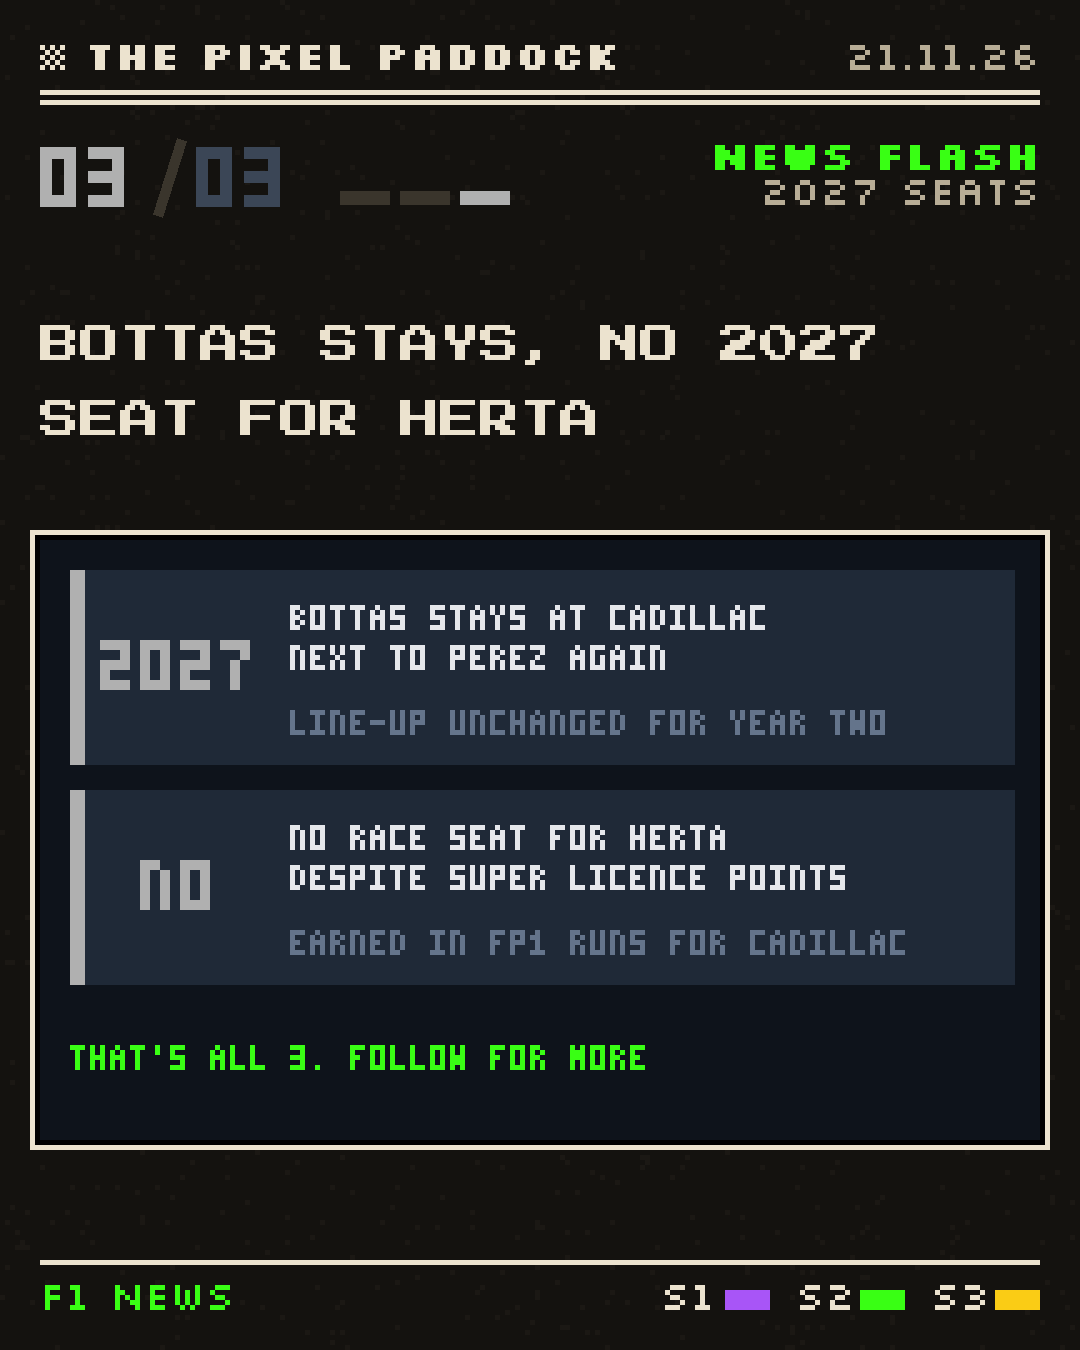 THE PIXEL PADDOCK
21.11.26
03/03
NEWS FLASH
2027 SEATS
BOTTAS STAYS, NO 2027
SEAT FOR HERTA
2027
BOTTAS STAYS AT CADILLAC
NEXT TO PEREZ AGAIN
LINE-UP UNCHANGED FOR YEAR TWO
NO
NO RACE SEAT FOR HERTA
DESPITE SUPER LICENCE POINTS
EARNED IN FP1 RUNS FOR CADILLAC
THAT'S ALL 3. FOLLOW FOR MORE
F1 NEWS
S1 S2 S3